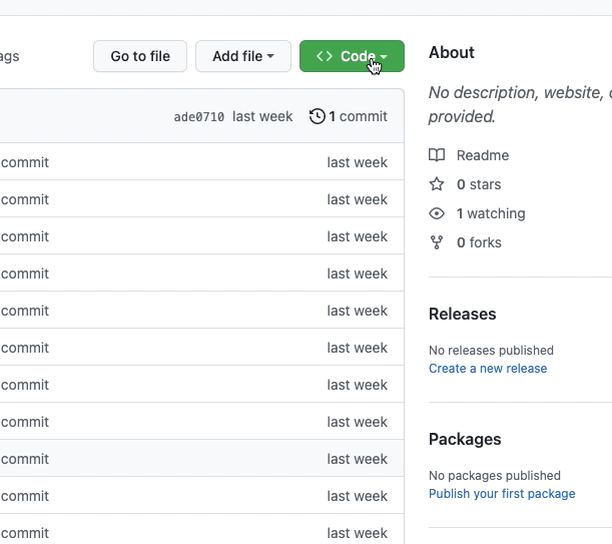 ags
Go to file
Add file
Code
About
No description, website, o
provided.
ade0710 last week 1 commit
commit last week
Readme
commit last week
0 stars
1 watching
commit last week
0 forks
commit last week
commit last week
Releases
commit last week
No releases published
Create a new release
commit last week
commit last week
Packages
commit last week
No packages published
Publish your first package
commit last week
commit last week